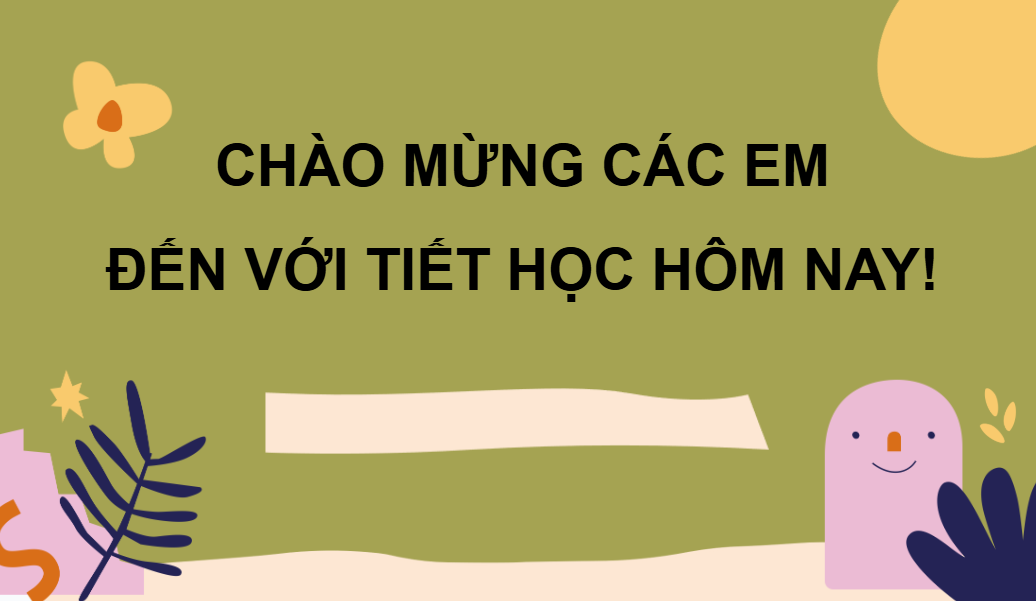 CHÀO MỪNG CÁC EM
ĐẾN VỚI TIẾT HỌC HÔM NAY!